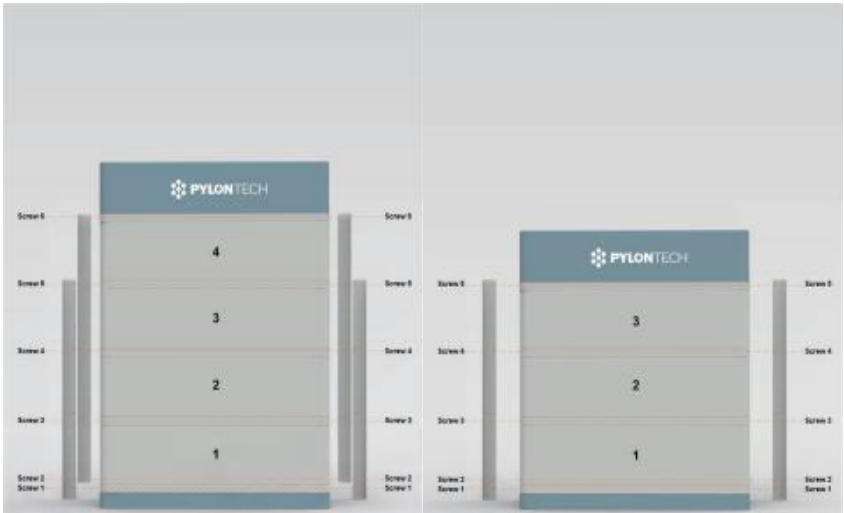 PYLONTECH
Screw 6 Screw 6
4
Screw 5 Screw 5
3
Screw 4 Screw 4
2
Screw 3 Screw 3
1
Screw 2 Screw 2
Screw 1 Screw 1
PYLONTECH
Screw 5 Screw 5
3
Screw 4 Screw 4
2
Screw 3 Screw 3
1
Screw 2 Screw 2
Screw 1 Screw 1